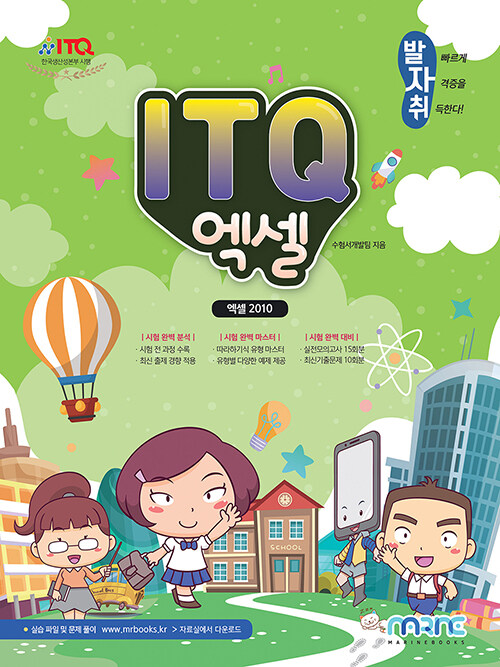 ITQ
한국생산성본부 시행
발 빠르게
자 격증을
취 득한다!
ITQ
엑셀
수험서개발팀 지음
엑셀 2010
| 시험 완벽 분석 |
· 시험 전 과정 수록
· 최신 출제 경향 적용
| 시험 완벽 마스터 |
· 따라하기식 유형 마스터
· 유형별 다양한 예제 제공
| 시험 완벽 대비 |
· 실전모의고사 15회분
· 최신기출문제 10회분
SCHOOL
School Bus
실습 파일 및 문제 풀이 www.mrbooks.kr > 자료실에서 다운로드
MARINE
MARINEBOOKS